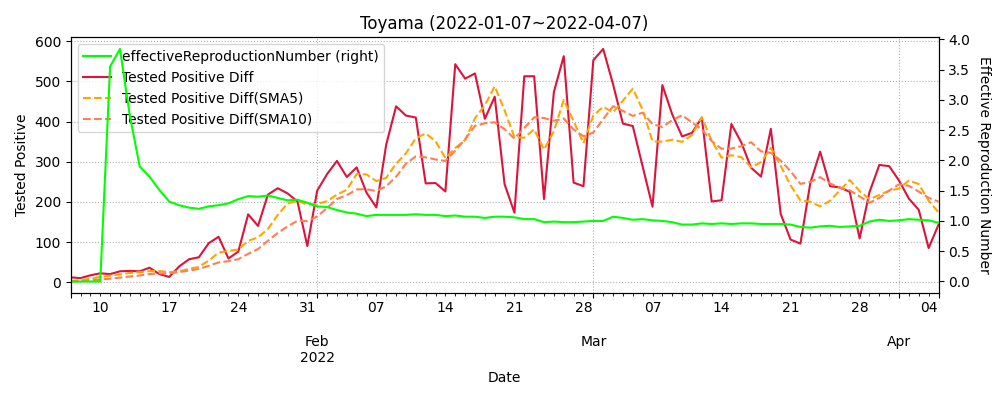 Toyama (2022-01-07~2022-04-07)
effectiveReproductionNumber (right)
Tested Positive Diff
Tested Positive Diff(SMA5)
Tested Positive Diff(SMA10)
Tested Positive
600
500
400
300
200
100
0
4.0
3.5
3.0
2.5
2.0
1.5
1.0
0.5
0.0
Effective Reproduction Number
10 17 24 31 07 14 21 28 07 14 21 28 04
Feb Mar Apr
2022
Date